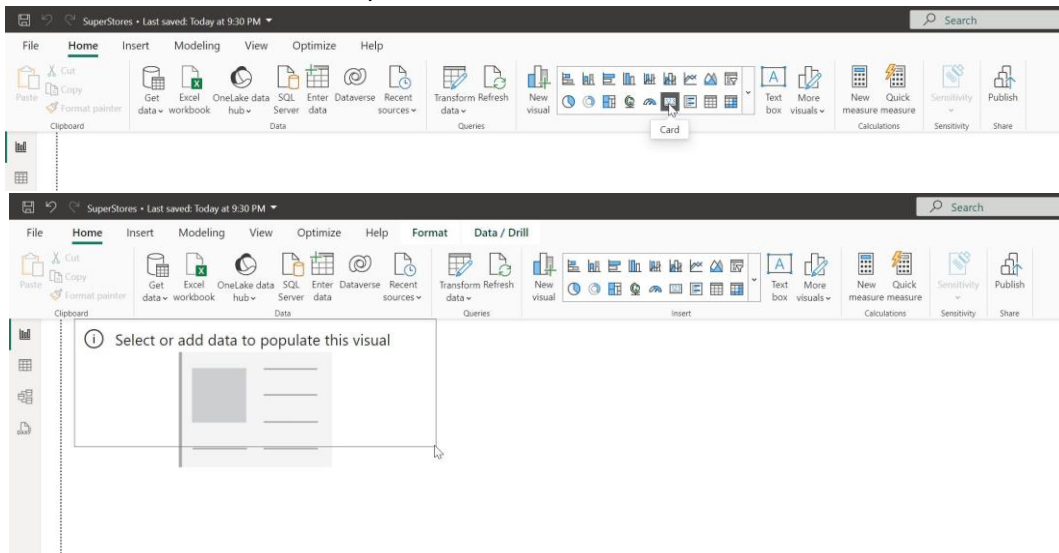 SuperStores • Last saved: Today at 9:30 PM
Search
File Home Insert Modeling View Optimize Help
Paste
Cut
Copy
Format painter
Get data
Excel workbook
OneLake data hub
SQL Server
Enter data
Dataverse
Recent sources
Transform data
Refresh
New visual
Text box
More visuals
New measure
Quick measure
Sensitivity
Publish
Clipboard Data Queries Calculations Sensitivity Share
Card
SuperStores • Last saved: Today at 9:30 PM
Search
File Home Insert Modeling View Optimize Help Format Data / Drill
Paste
Cut
Copy
Format painter
Get data
Excel workbook
OneLake data hub
SQL Server
Enter data
Dataverse
Recent sources
Transform data
Refresh
New visual
Text box
More visuals
New measure
Quick measure
Sensitivity
Publish
Clipboard Data Queries Insert Calculations Sensitivity Share
Select or add data to populate this visual